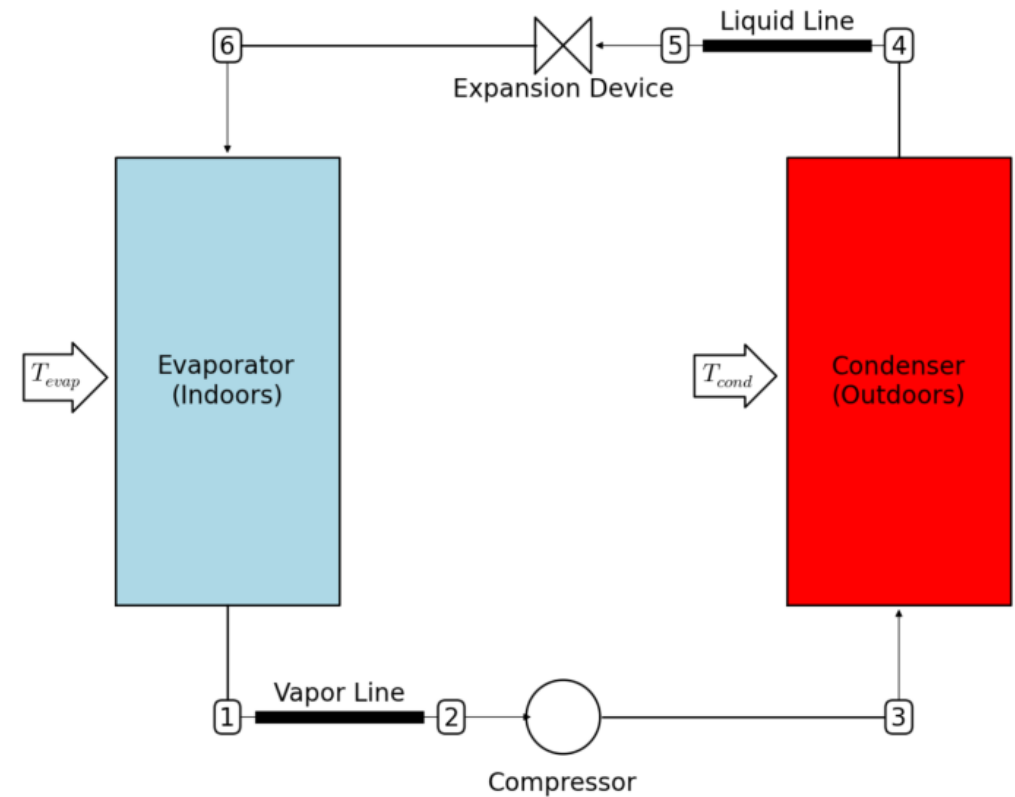 Liquid Line
6
5
4
Expansion Device
Evaporator
(Indoors)
Condenser
(Outdoors)
T_evap
T_cond
Vapor Line
1
2
3
Compressor